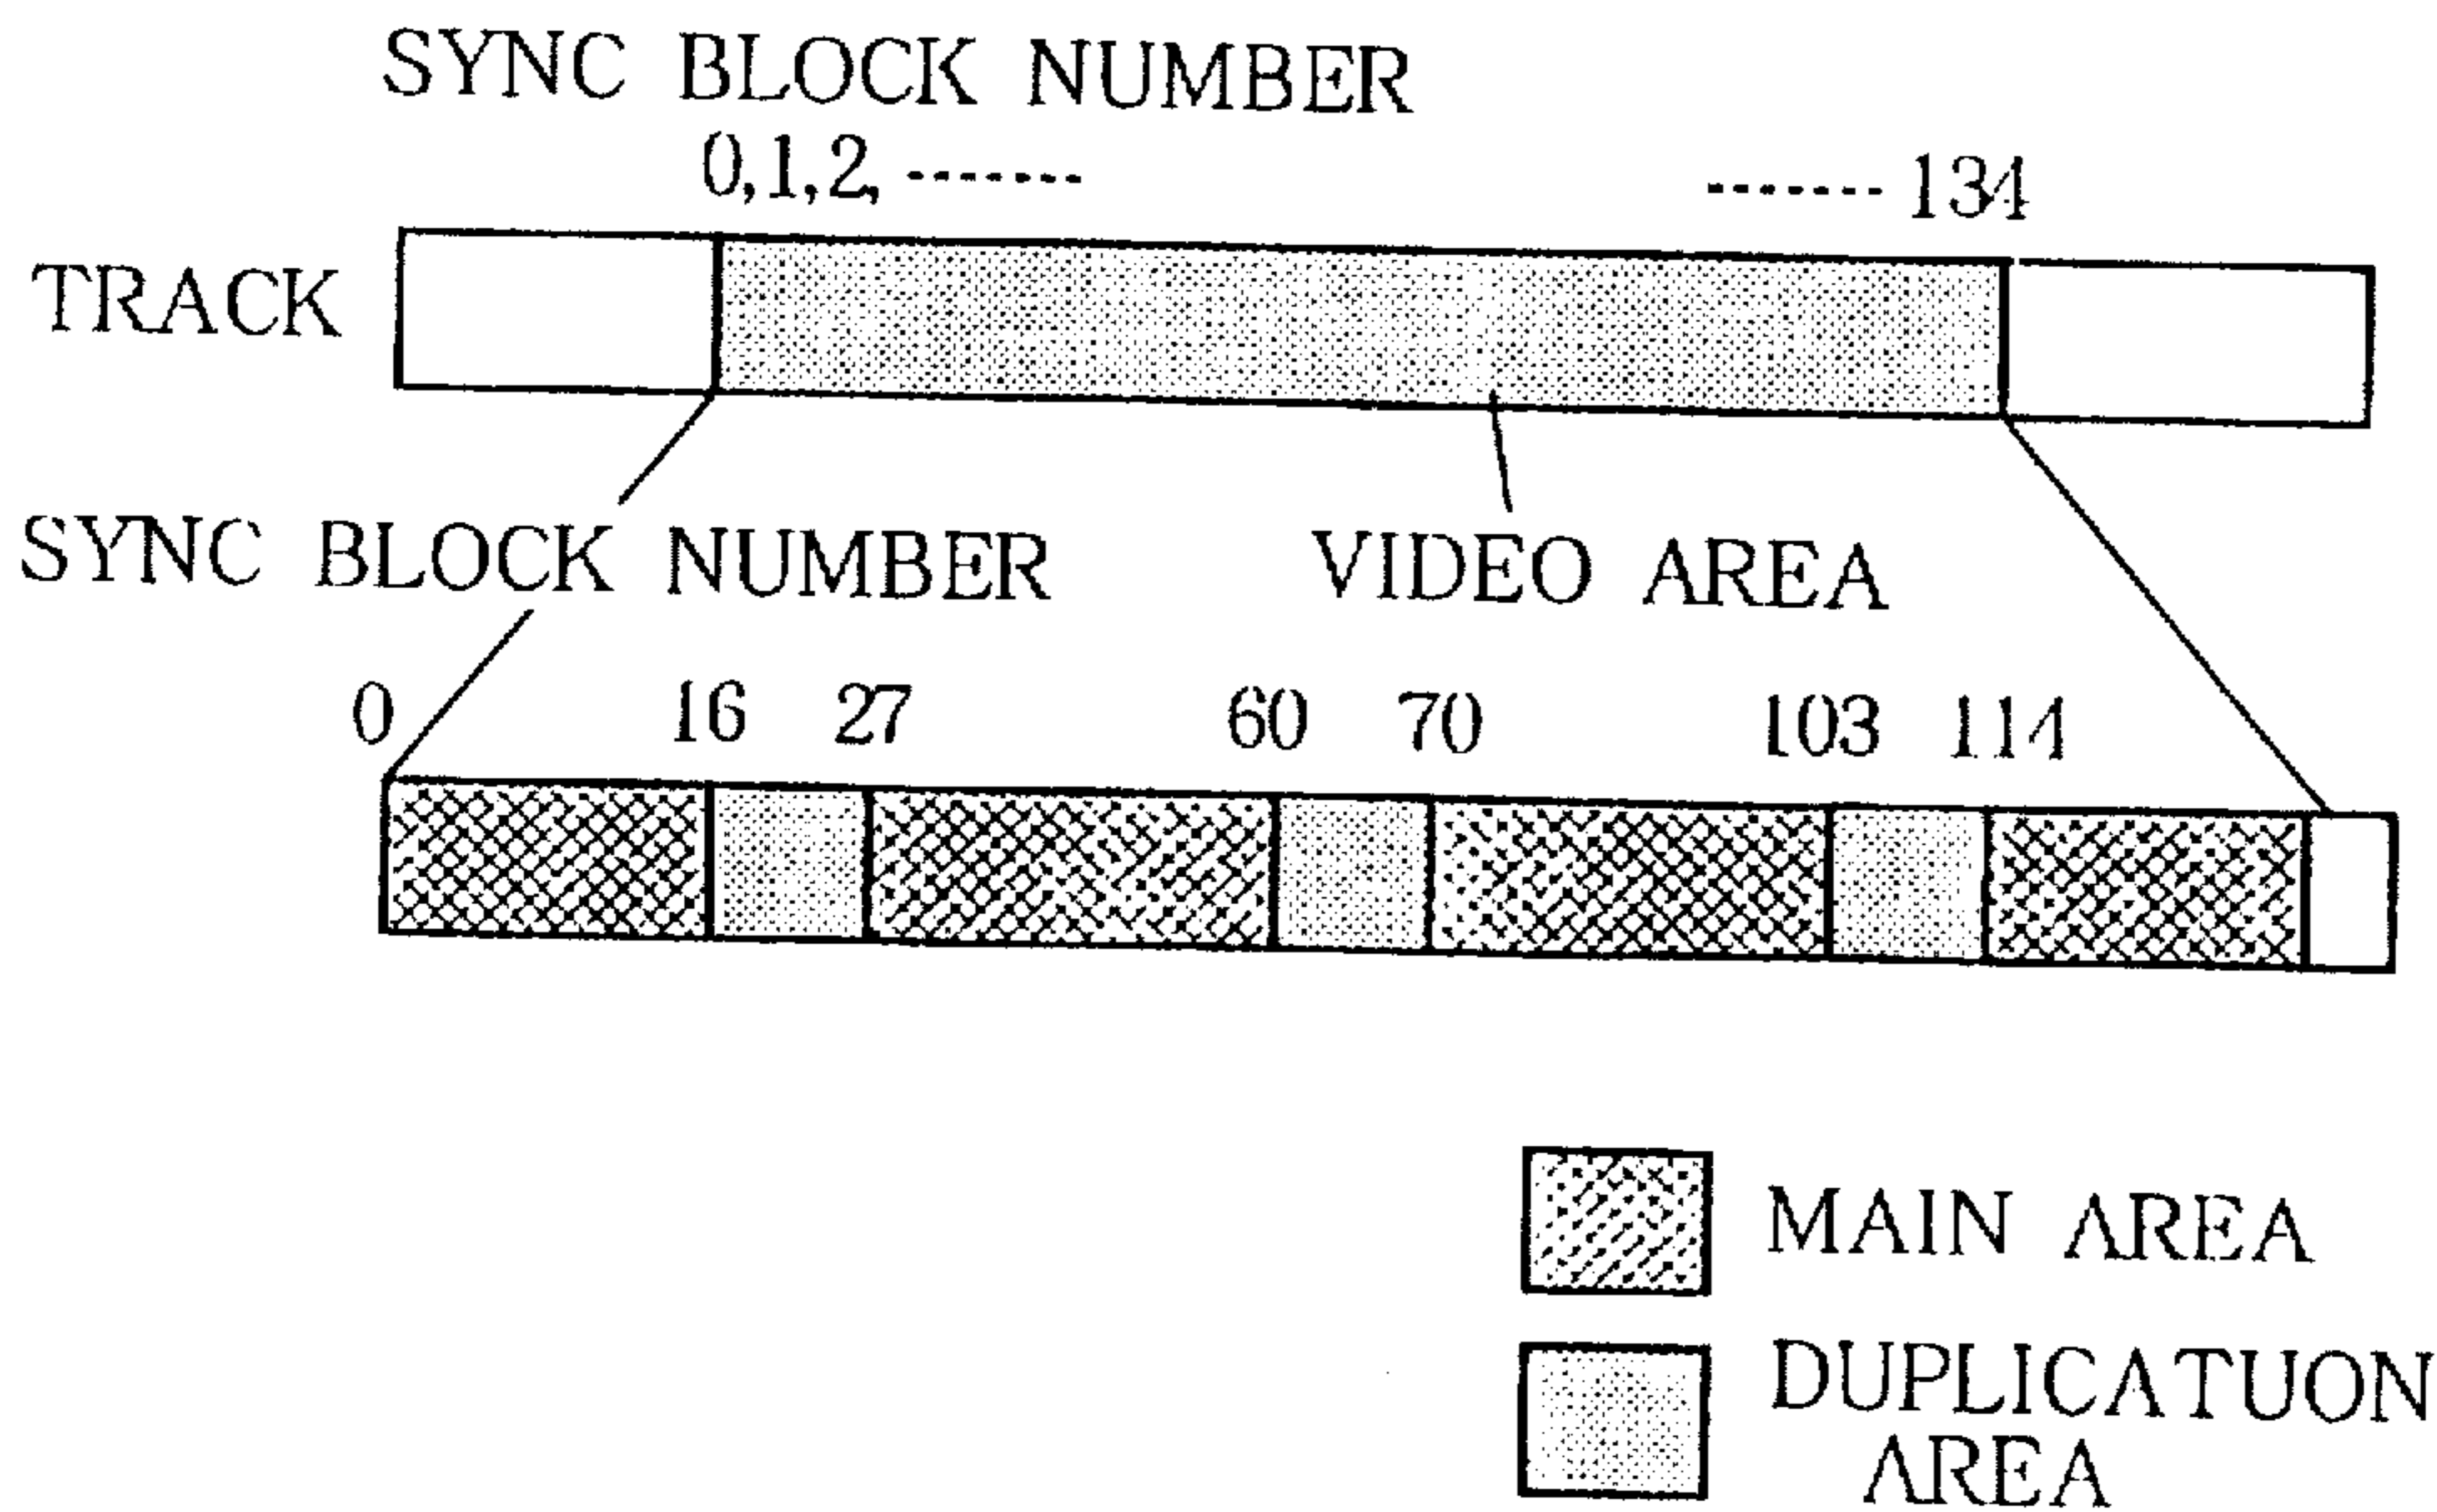 SYNC BLOCK NUMBER
0,1,2, ------- ------- 134
TRACK
SYNC BLOCK NUMBER VIDEO AREA
0 16 27 60 70 103 114
MAIN AREA
DUPLICATUON
AREA